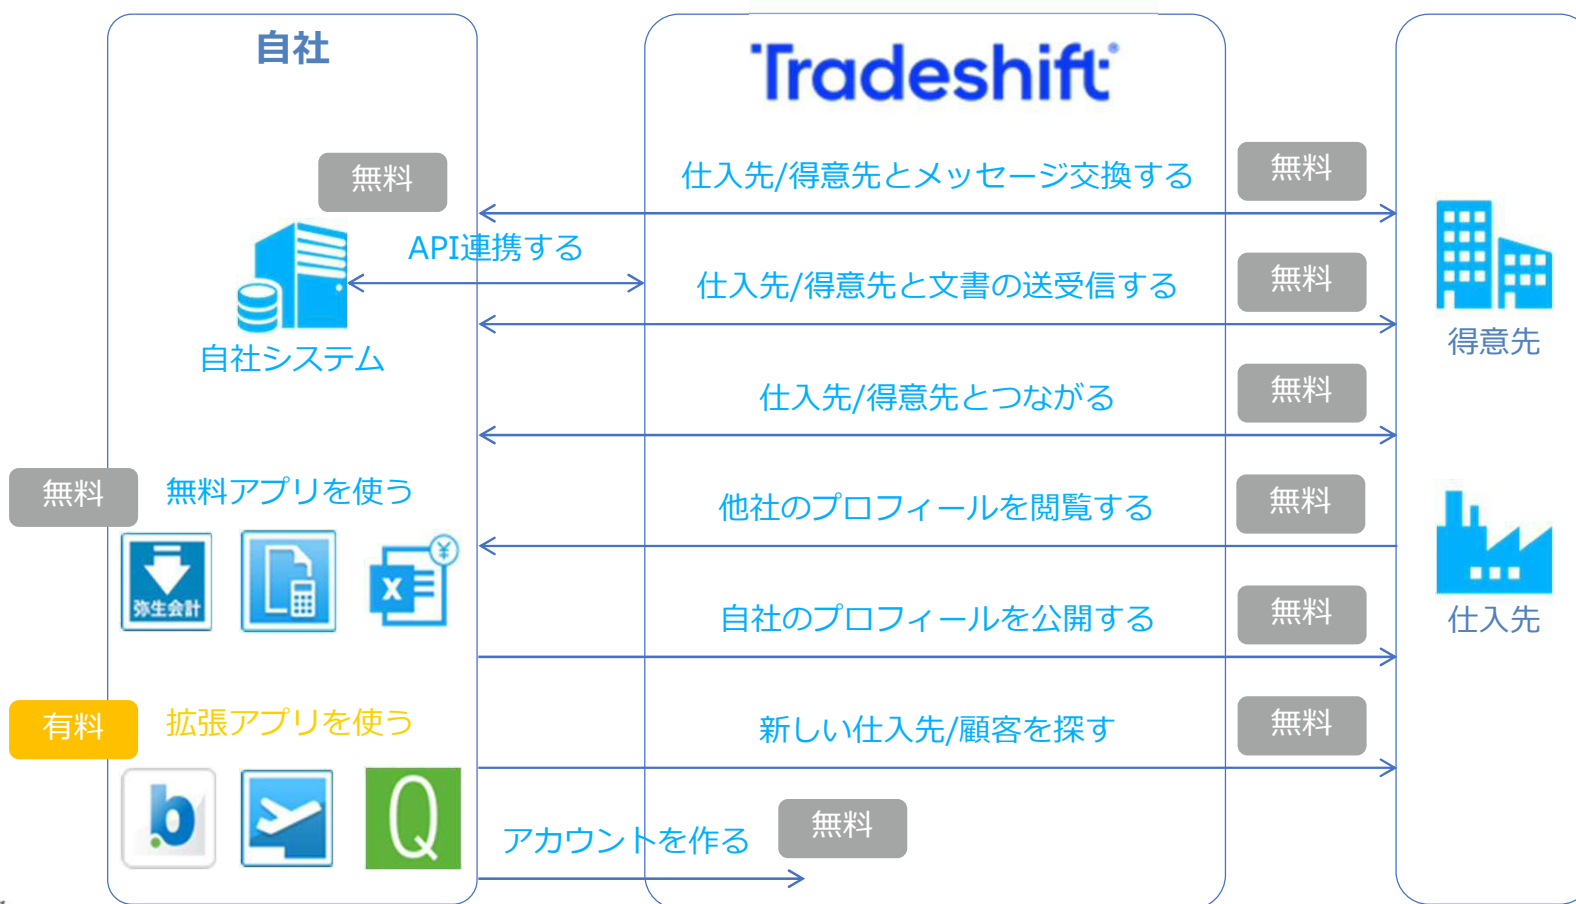 自社
Tradeshift
無料
仕入先/得意先とメッセージ交換する
無料
API連携する
仕入先/得意先と文書の送受信する
無料
自社システム
得意先
仕入先/得意先とつながる
無料
無料
無料アプリを使う
他社のプロフィールを閲覧する
無料
弥生会計
X
¥
自社のプロフィールを公開する
無料
仕入先
有料
拡張アプリを使う
新しい仕入先/顧客を探す
無料
b
Q
アカウントを作る
無料